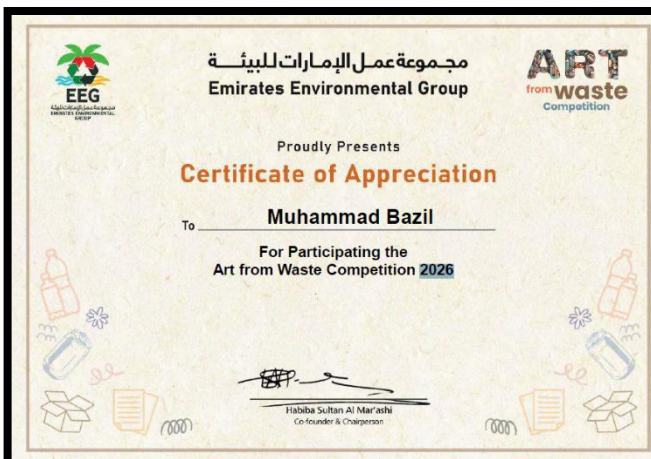 EEG
مجموعة عمل الإمارات للبيئة
EMIRATES ENVIRONMENTAL
GROUP
مجموعة عمل الإمارات للبيئة
Emirates Environmental Group
ART
from waste
Competition
Proudly Presents
Certificate of Appreciation
To Muhammad Bazil
For Participating the
Art from Waste Competition 2026
Habiba Sultan Al Mar'ashi
Co-founder & Chairperson